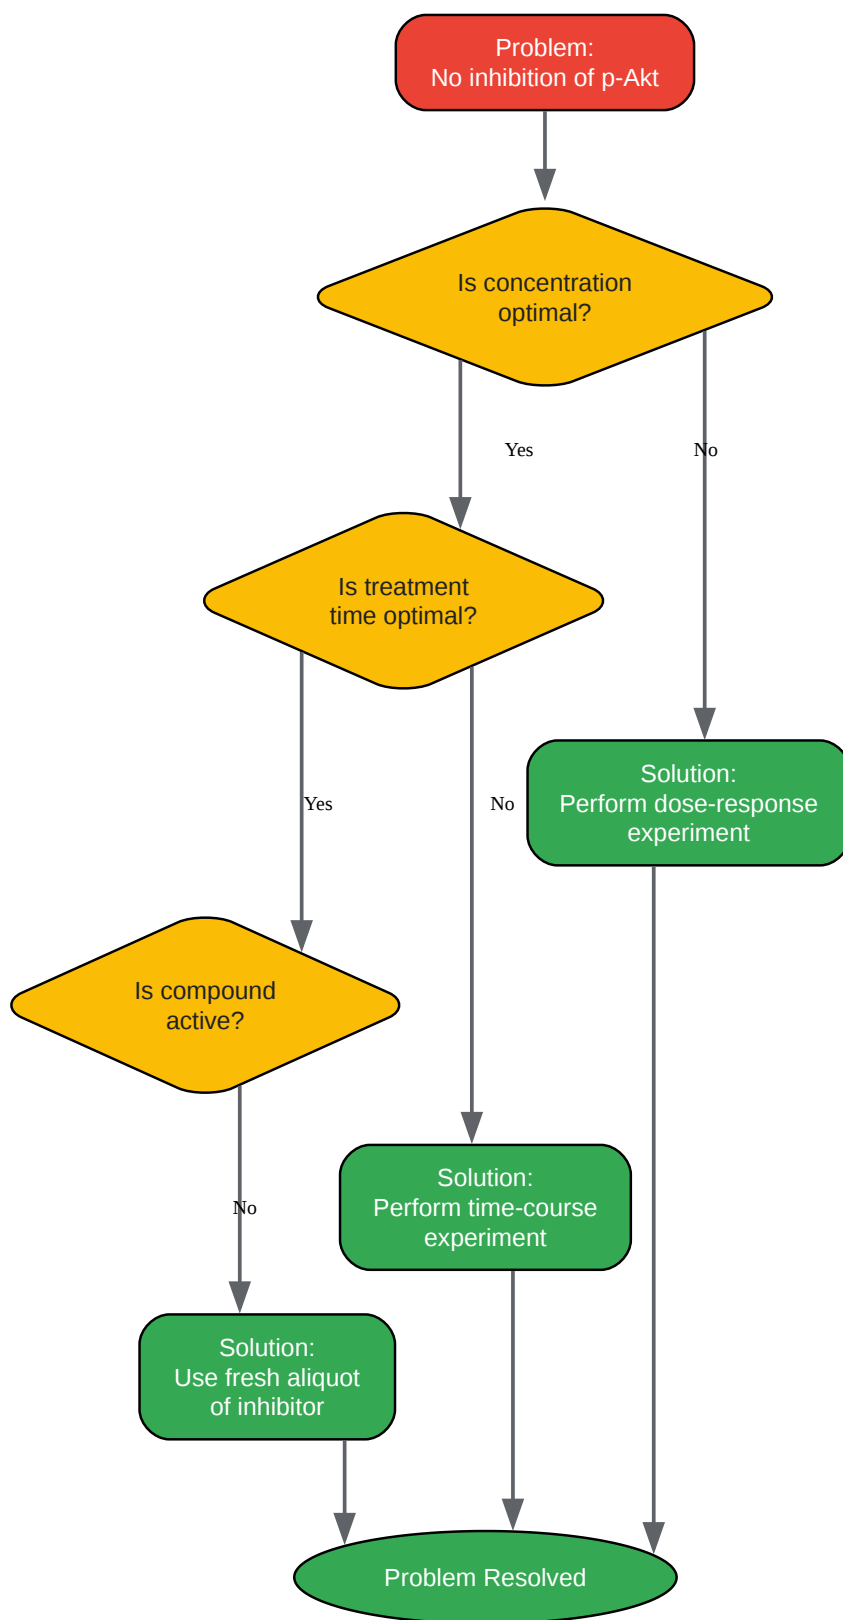 Problem:
No inhibition of p-Akt
Is concentration
optimal?
Yes
No
Is treatment
time optimal?
Yes
No
Solution:
Perform dose-response
experiment
Is compound
active?
No
Solution:
Perform time-course
experiment
Solution:
Use fresh aliquot
of inhibitor
Problem Resolved